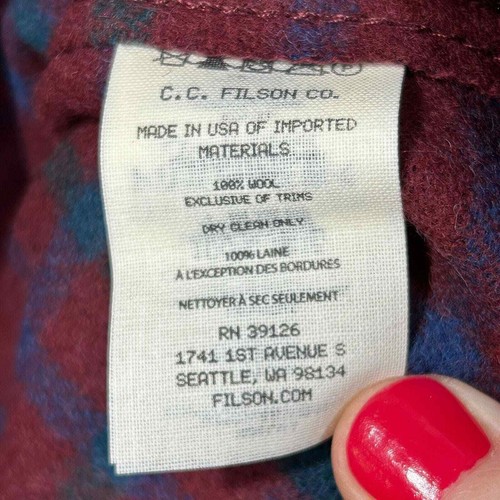 C.C. FILSON CO.
MADE IN USA OF IMPORTED
MATERIALS
100% WOOL
EXCLUSIVE OF TRIMS
DRY CLEAN ONLY
100% LAINE
À L'EXCEPTION DES BORDURES
NETTOYER À SEC SEULEMENT
RN 39126
1741 1ST AVENUE S
SEATTLE, WA 98134
FILSON.COM